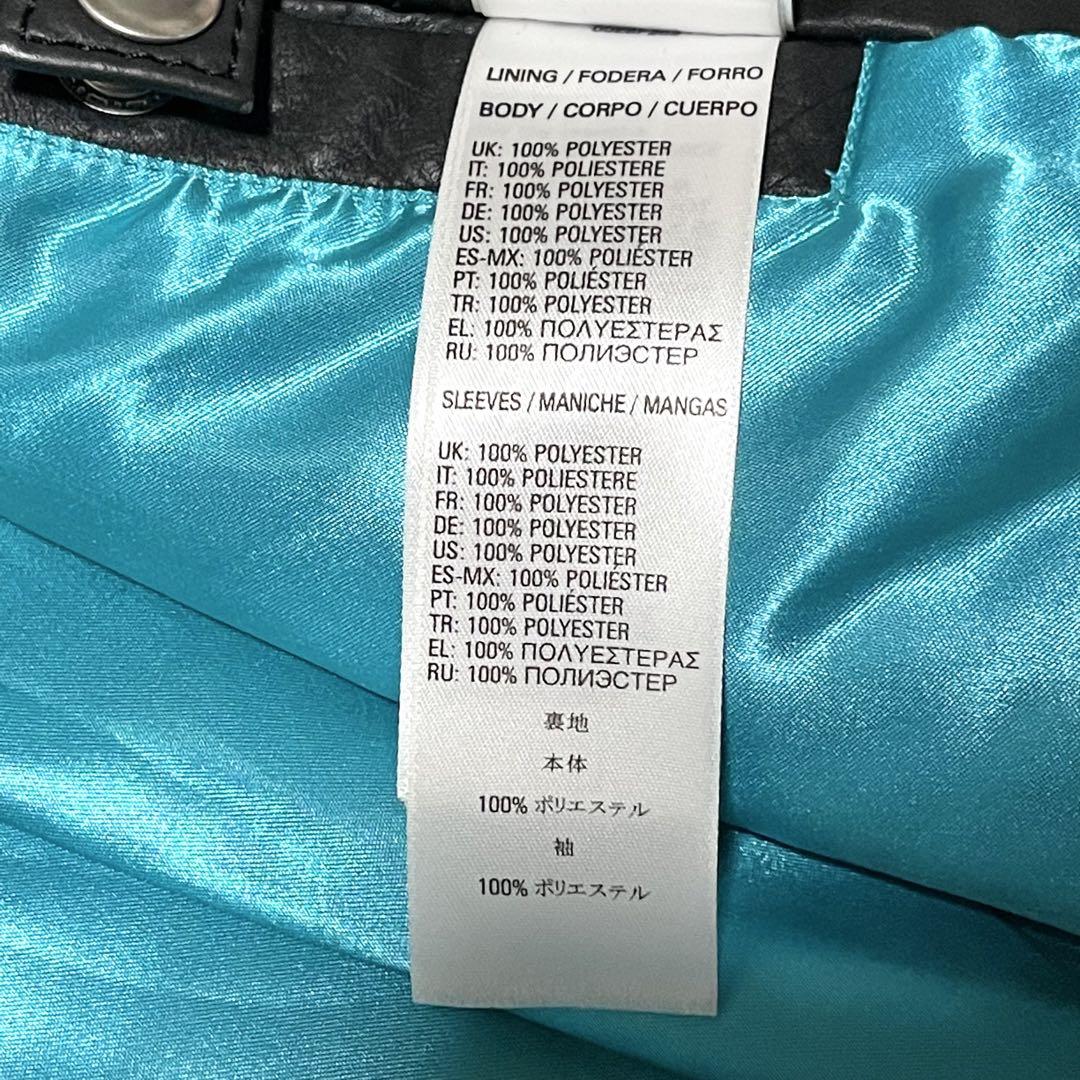 LINING / FODERA / FORRO
BODY / CORPO / CUERPO
UK: 100% POLYESTER
IT: 100% POLIESTERE
FR: 100% POLYESTER
DE: 100% POLYESTER
US: 100% POLYESTER
ES-MX: 100% POLIÉSTER
PT: 100% POLIÉSTER
TR: 100% POLYESTER
EL: 100% ΠΟΛΥΕΣΤΕΡΑΣ
RU: 100% ПОЛИЭСТЕР
SLEEVES / MANICHE / MANGAS
UK: 100% POLYESTER
IT: 100% POLIESTERE
FR: 100% POLYESTER
DE: 100% POLYESTER
US: 100% POLYESTER
ES-MX: 100% POLIÉSTER
PT: 100% POLIÉSTER
TR: 100% POLYESTER
EL: 100% ΠΟΛΥΕΣΤΕΡΑΣ
RU: 100% ПОЛИЭСТЕР
裏地
本体
100% ポリエステル
袖
100% ポリエステル